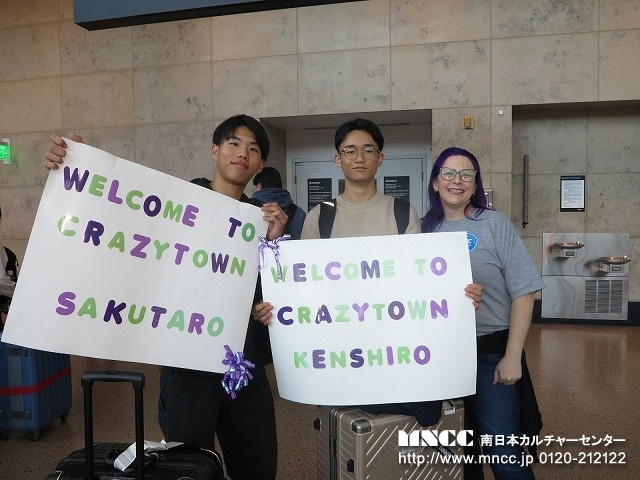 WELCOME TO
CRAZYTOWN
SAKUTARO
WELCOME TO
CRAZYTOWN
KENSHIRO
MNCC 南日本カルチャーセンター
http://www.mncc.jp 0120-212122